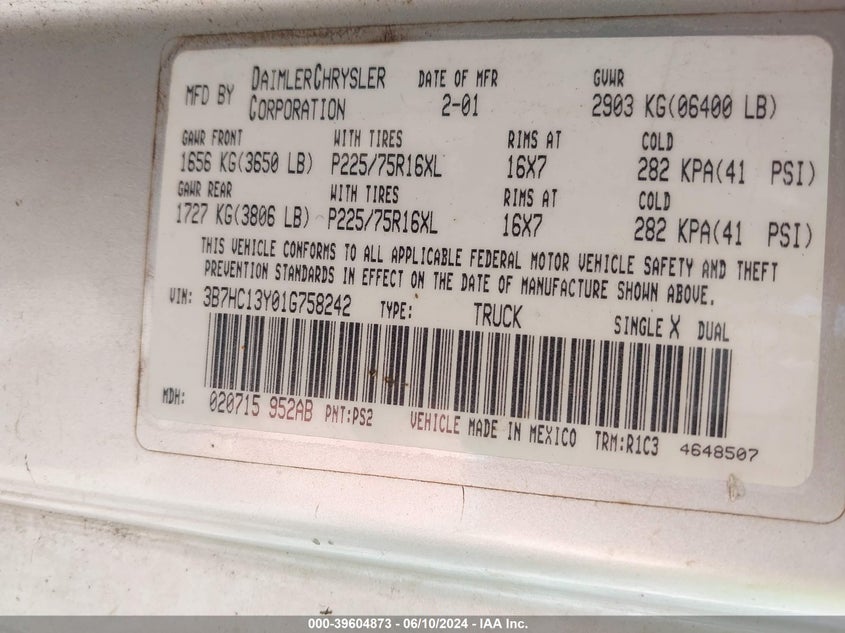 MFD BY DAIMLERCHRYSLER CORPORATION DATE OF MFR 2-01 GVWR 2903 KG(06400 LB)
GAWR FRONT WITH TIRES RIMS AT COLD
1656 KG(3650 LB) P225/75R16XL 16X7 282 KPA(41 PSI)
GAWR REAR WITH TIRES RIMS AT COLD
1727 KG(3806 LB) P225/75R16XL 16X7 282 KPA(41 PSI)
THIS VEHICLE CONFORMS TO ALL APPLICABLE FEDERAL MOTOR VEHICLE SAFETY AND THEFT
PREVENTION STANDARDS IN EFFECT ON THE DATE OF MANUFACTURE SHOWN ABOVE.
VIN: 3B7HC13Y01G758242 TYPE: TRUCK SINGLE X DUAL
MDH: 020715 952AB PNT:PS2 VEHICLE MADE IN MEXICO TRM:R1C3 4648507
000-39604873 - 06/10/2024 - IAA Inc.